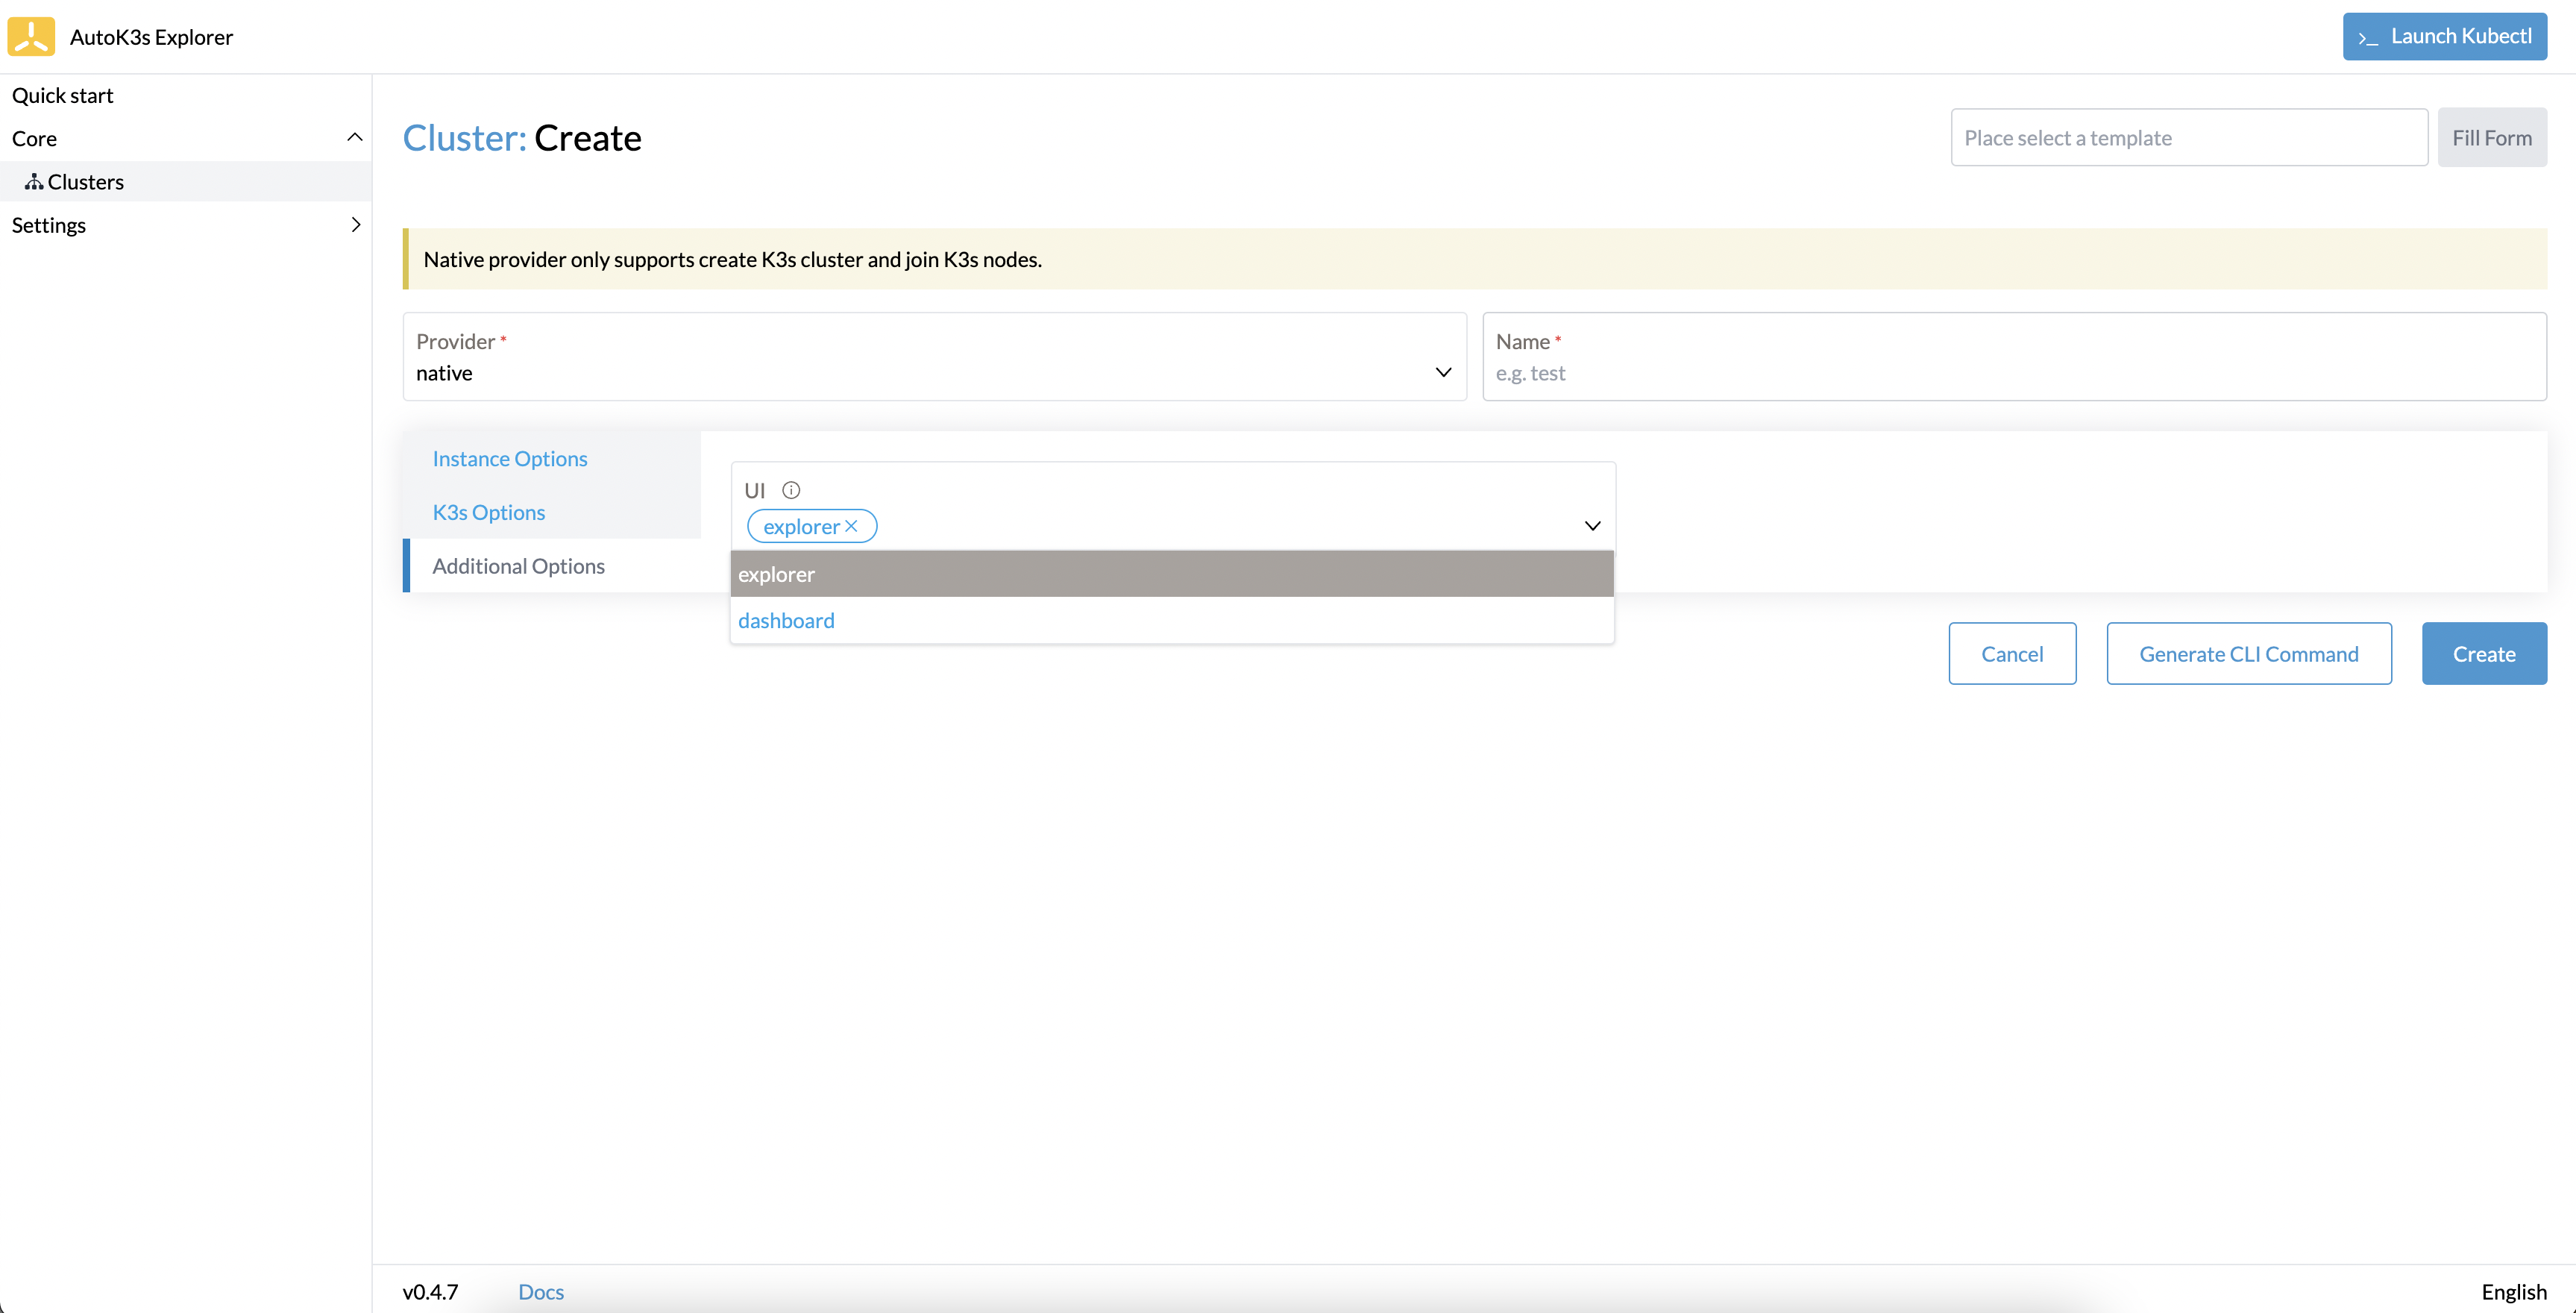 AutoK3s Explorer
>_ Launch Kubectl
Quick start
Core
Clusters
Settings
Cluster: Create
Place select a template
Fill Form
Native provider only supports create K3s cluster and join K3s nodes.
Provider *
native
Name *
e.g. test
Instance Options
K3s Options
Additional Options
UI
explorer
explorer
dashboard
Cancel
Generate CLI Command
Create
v0.4.7
Docs
English